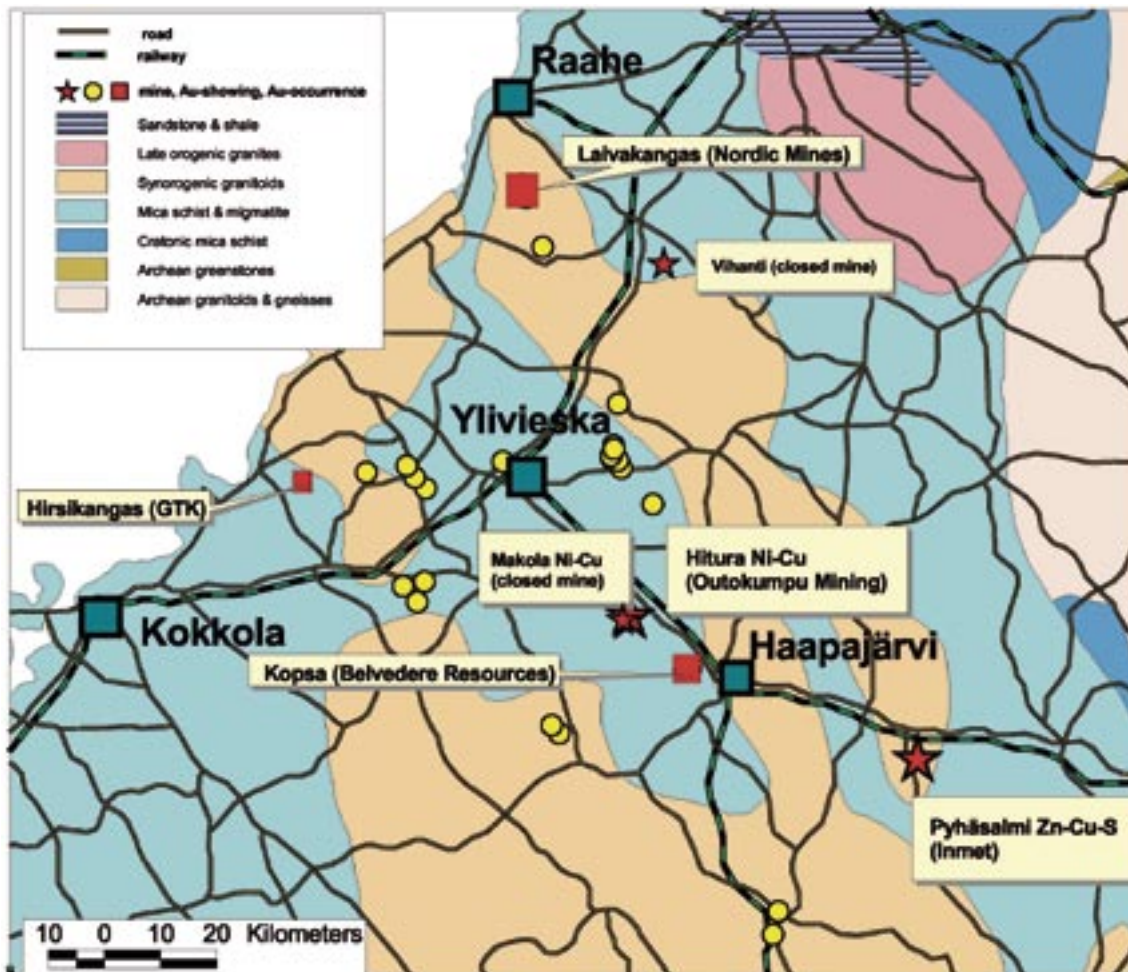 road
railway
mine, Au-showing, Au-occurrence
Sandstone & shale
Late orogenic granites
Synorogenic granitoids
Mica schist & migmatite
Cratonic mica schist
Archean greenstones
Archean granitoids & gneisses
Raahe
Laivakangas (Nordic Mines)
Vihanti (closed mine)
Ylivieska
Hirsikangas (GTK)
Makola Ni-Cu
(closed mine)
Hitura Ni-Cu
(Outokumpu Mining)
Kokkola
Haapajärvi
Kopsa (Belvedere Resources)
Pyhäsalmi Zn-Cu-S
(Inmet)
10 0 10 20 Kilometers